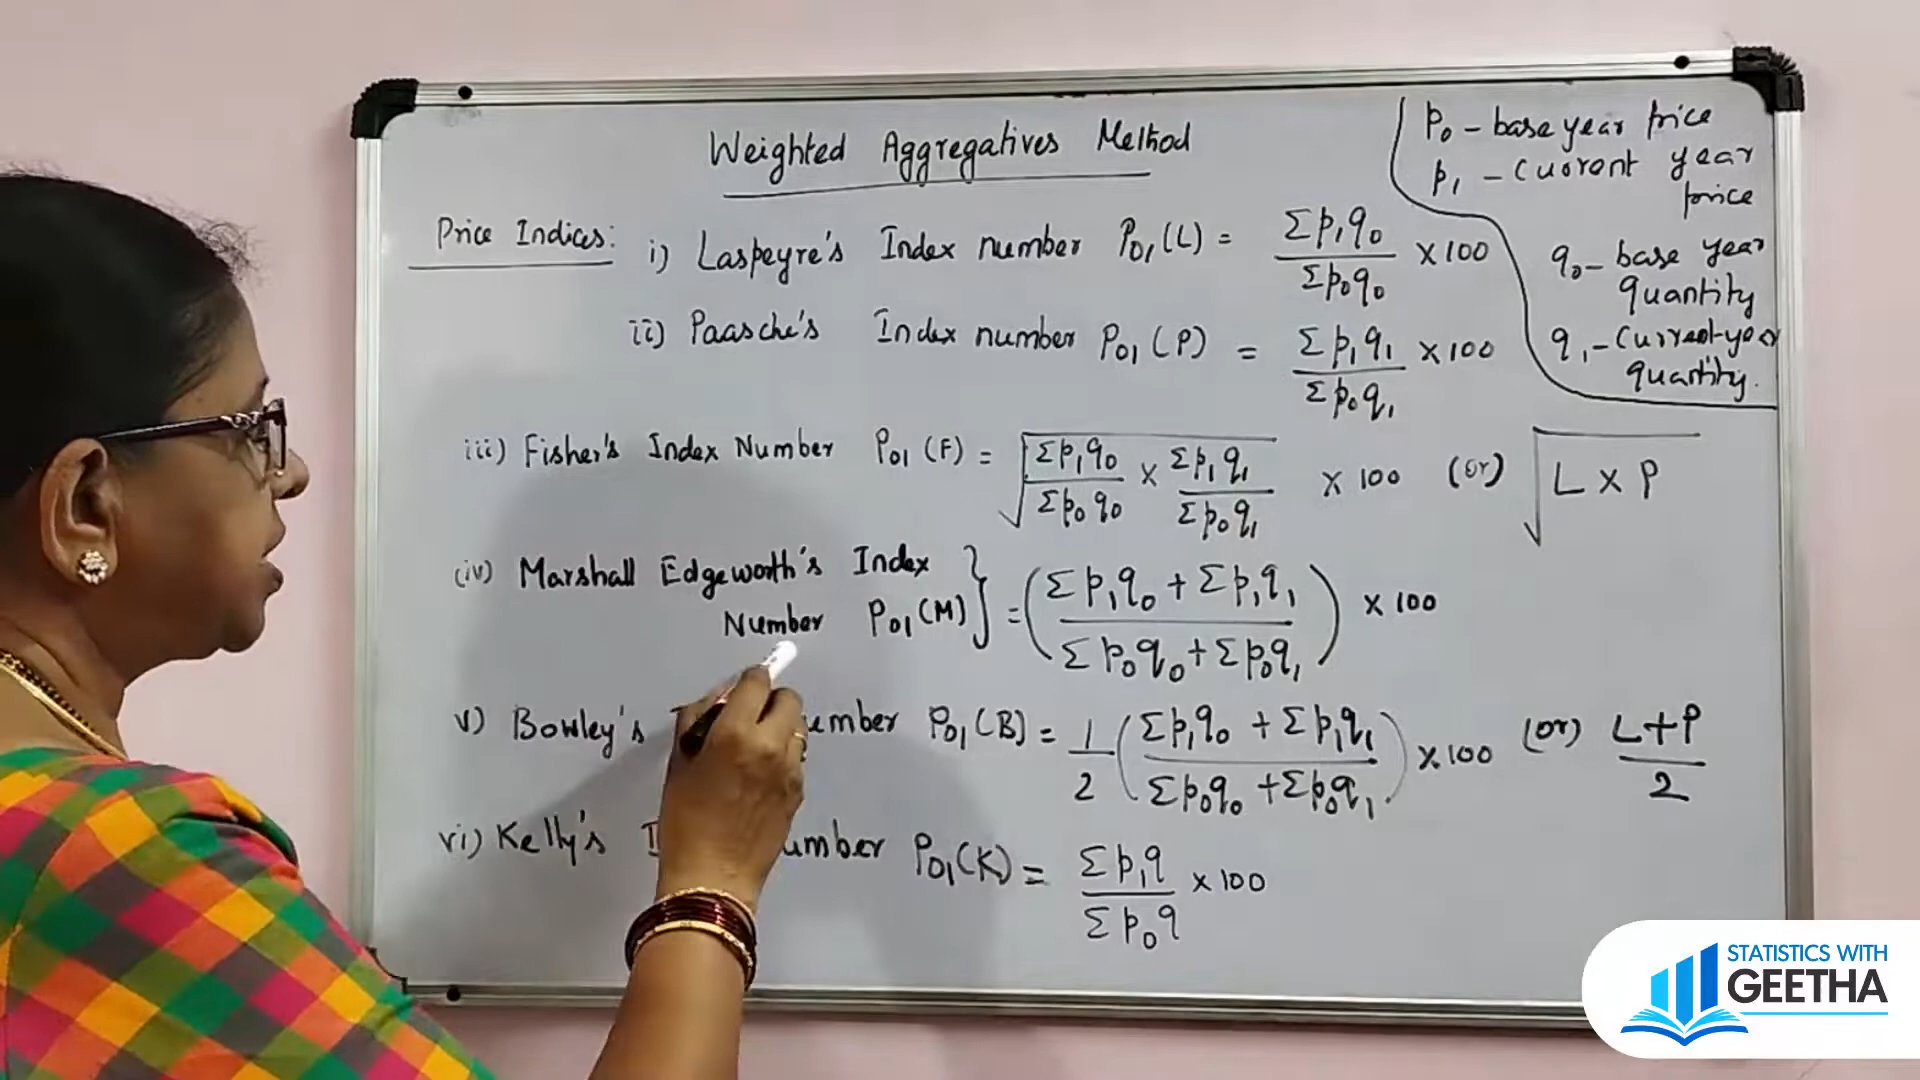 Weighted Aggregatives Method
p₀ - base year price
p₁ - current year
price
q₀ - base year
quantity
q₁ - Current-year
quantity.
Price Indices: i) Laspeyre's Index number P₀₁(L) = Σp₁q₀ / Σp₀q₀ × 100
ii) Paasche's Index number P₀₁(P) = Σp₁q₁ / Σp₀q₁ × 100
iii) Fisher's Index Number P₀₁(F) = √(Σp₁q₀ / Σp₀q₀ × Σp₁q₁ / Σp₀q₁) × 100 (or) √(L × P)
(iv) Marshall Edgeworth's Index
Number P₀₁(M) } = (Σp₁q₀ + Σp₁q₁ / Σp₀q₀ + Σp₀q₁) × 100
v) Bowley's umber P₀₁(B) = 1/2 (Σp₁q₀ + Σp₁q₁ / Σp₀q₀ + Σp₀q₁) × 100 (or) L+P / 2
vi) Kelly's I umber P₀₁(K) = Σp₁q / Σp₀q × 100
STATISTICS WITH
GEETHA